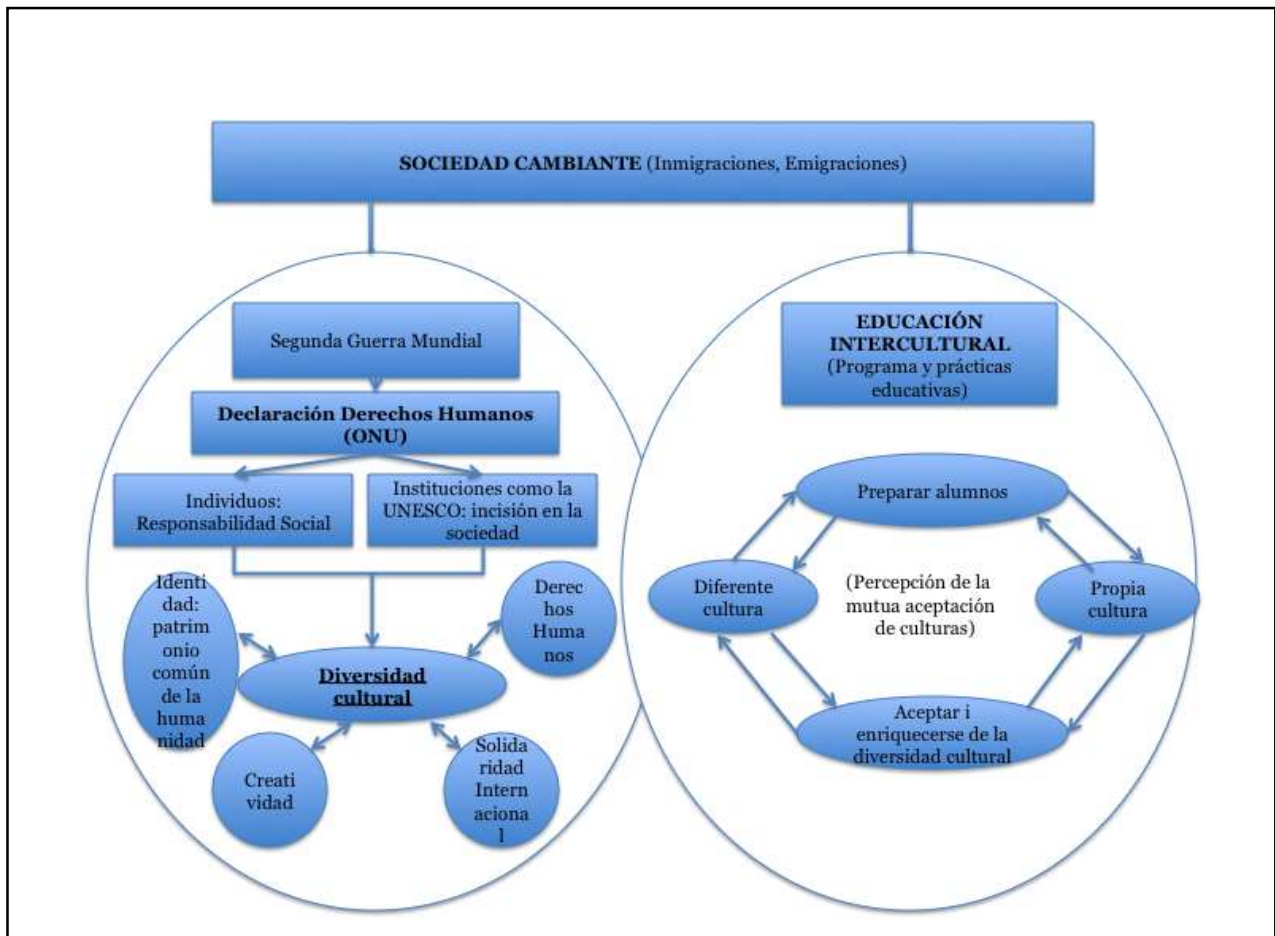 SOCIEDAD CAMBIANTE (Inmigraciones, Emigraciones)
Segunda Guerra Mundial
Declaración Derechos Humanos
(ONU)
Individuos:
Responsabilidad Social
Instituciones como la
UNESCO: incisión en la
sociedad
Identi
dad:
patrim
onio
común
de la
huma
nidad
Derec
hos
Huma
nos
Diversidad
cultural
Creati
vidad
Solida
ridad
Intern
aciona
l
EDUCACIÓN
INTERCULTURAL
(Programa y prácticas
educativas)
Preparar alumnos
Diferente
cultura
(Percepción de la
mutua aceptación
de culturas)
Propia
cultura
Aceptar i
enriquecerse de la
diversidad cultural